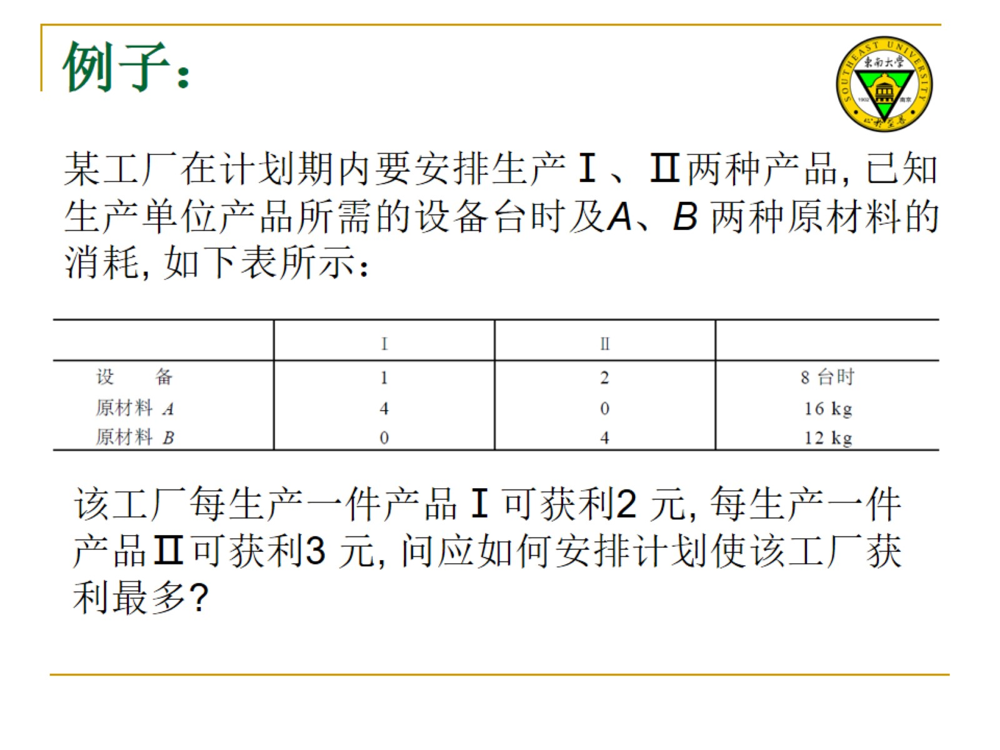 例子：
SOUTHEAST UNIVERSITY
東南大學
1902 南京
某工厂在计划期内要安排生产Ⅰ、Ⅱ两种产品, 已知
生产单位产品所需的设备台时及A、B 两种原材料的
消耗, 如下表所示：
Ⅰ Ⅱ
设 备 1 2 8 台时
原材料 A 4 0 16 kg
原材料 B 0 4 12 kg
该工厂每生产一件产品Ⅰ可获利2 元, 每生产一件
产品Ⅱ可获利3 元, 问应如何安排计划使该工厂获
利最多?